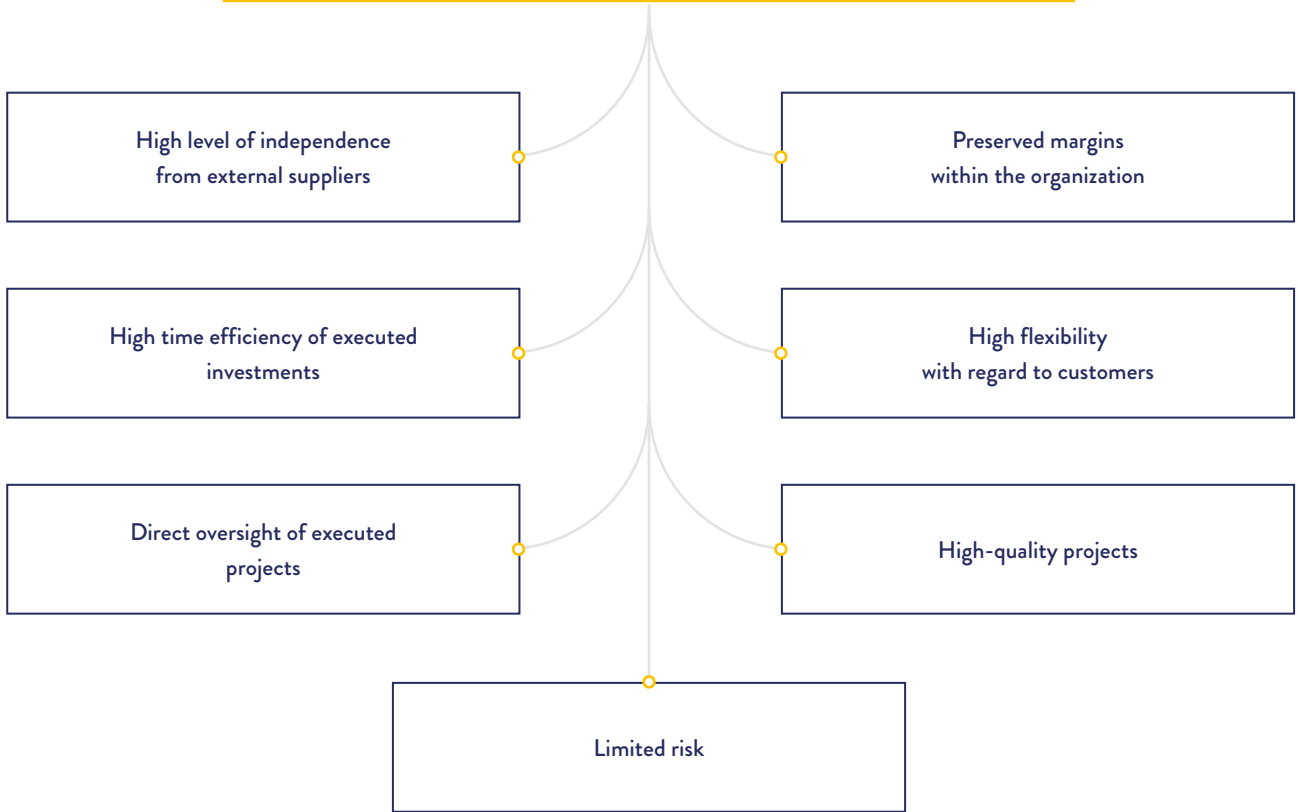 High level of independence
from external suppliers
Preserved margins
within the organization
High time efficiency of executed
investments
High flexibility
with regard to customers
Direct oversight of executed
projects
High-quality projects
Limited risk